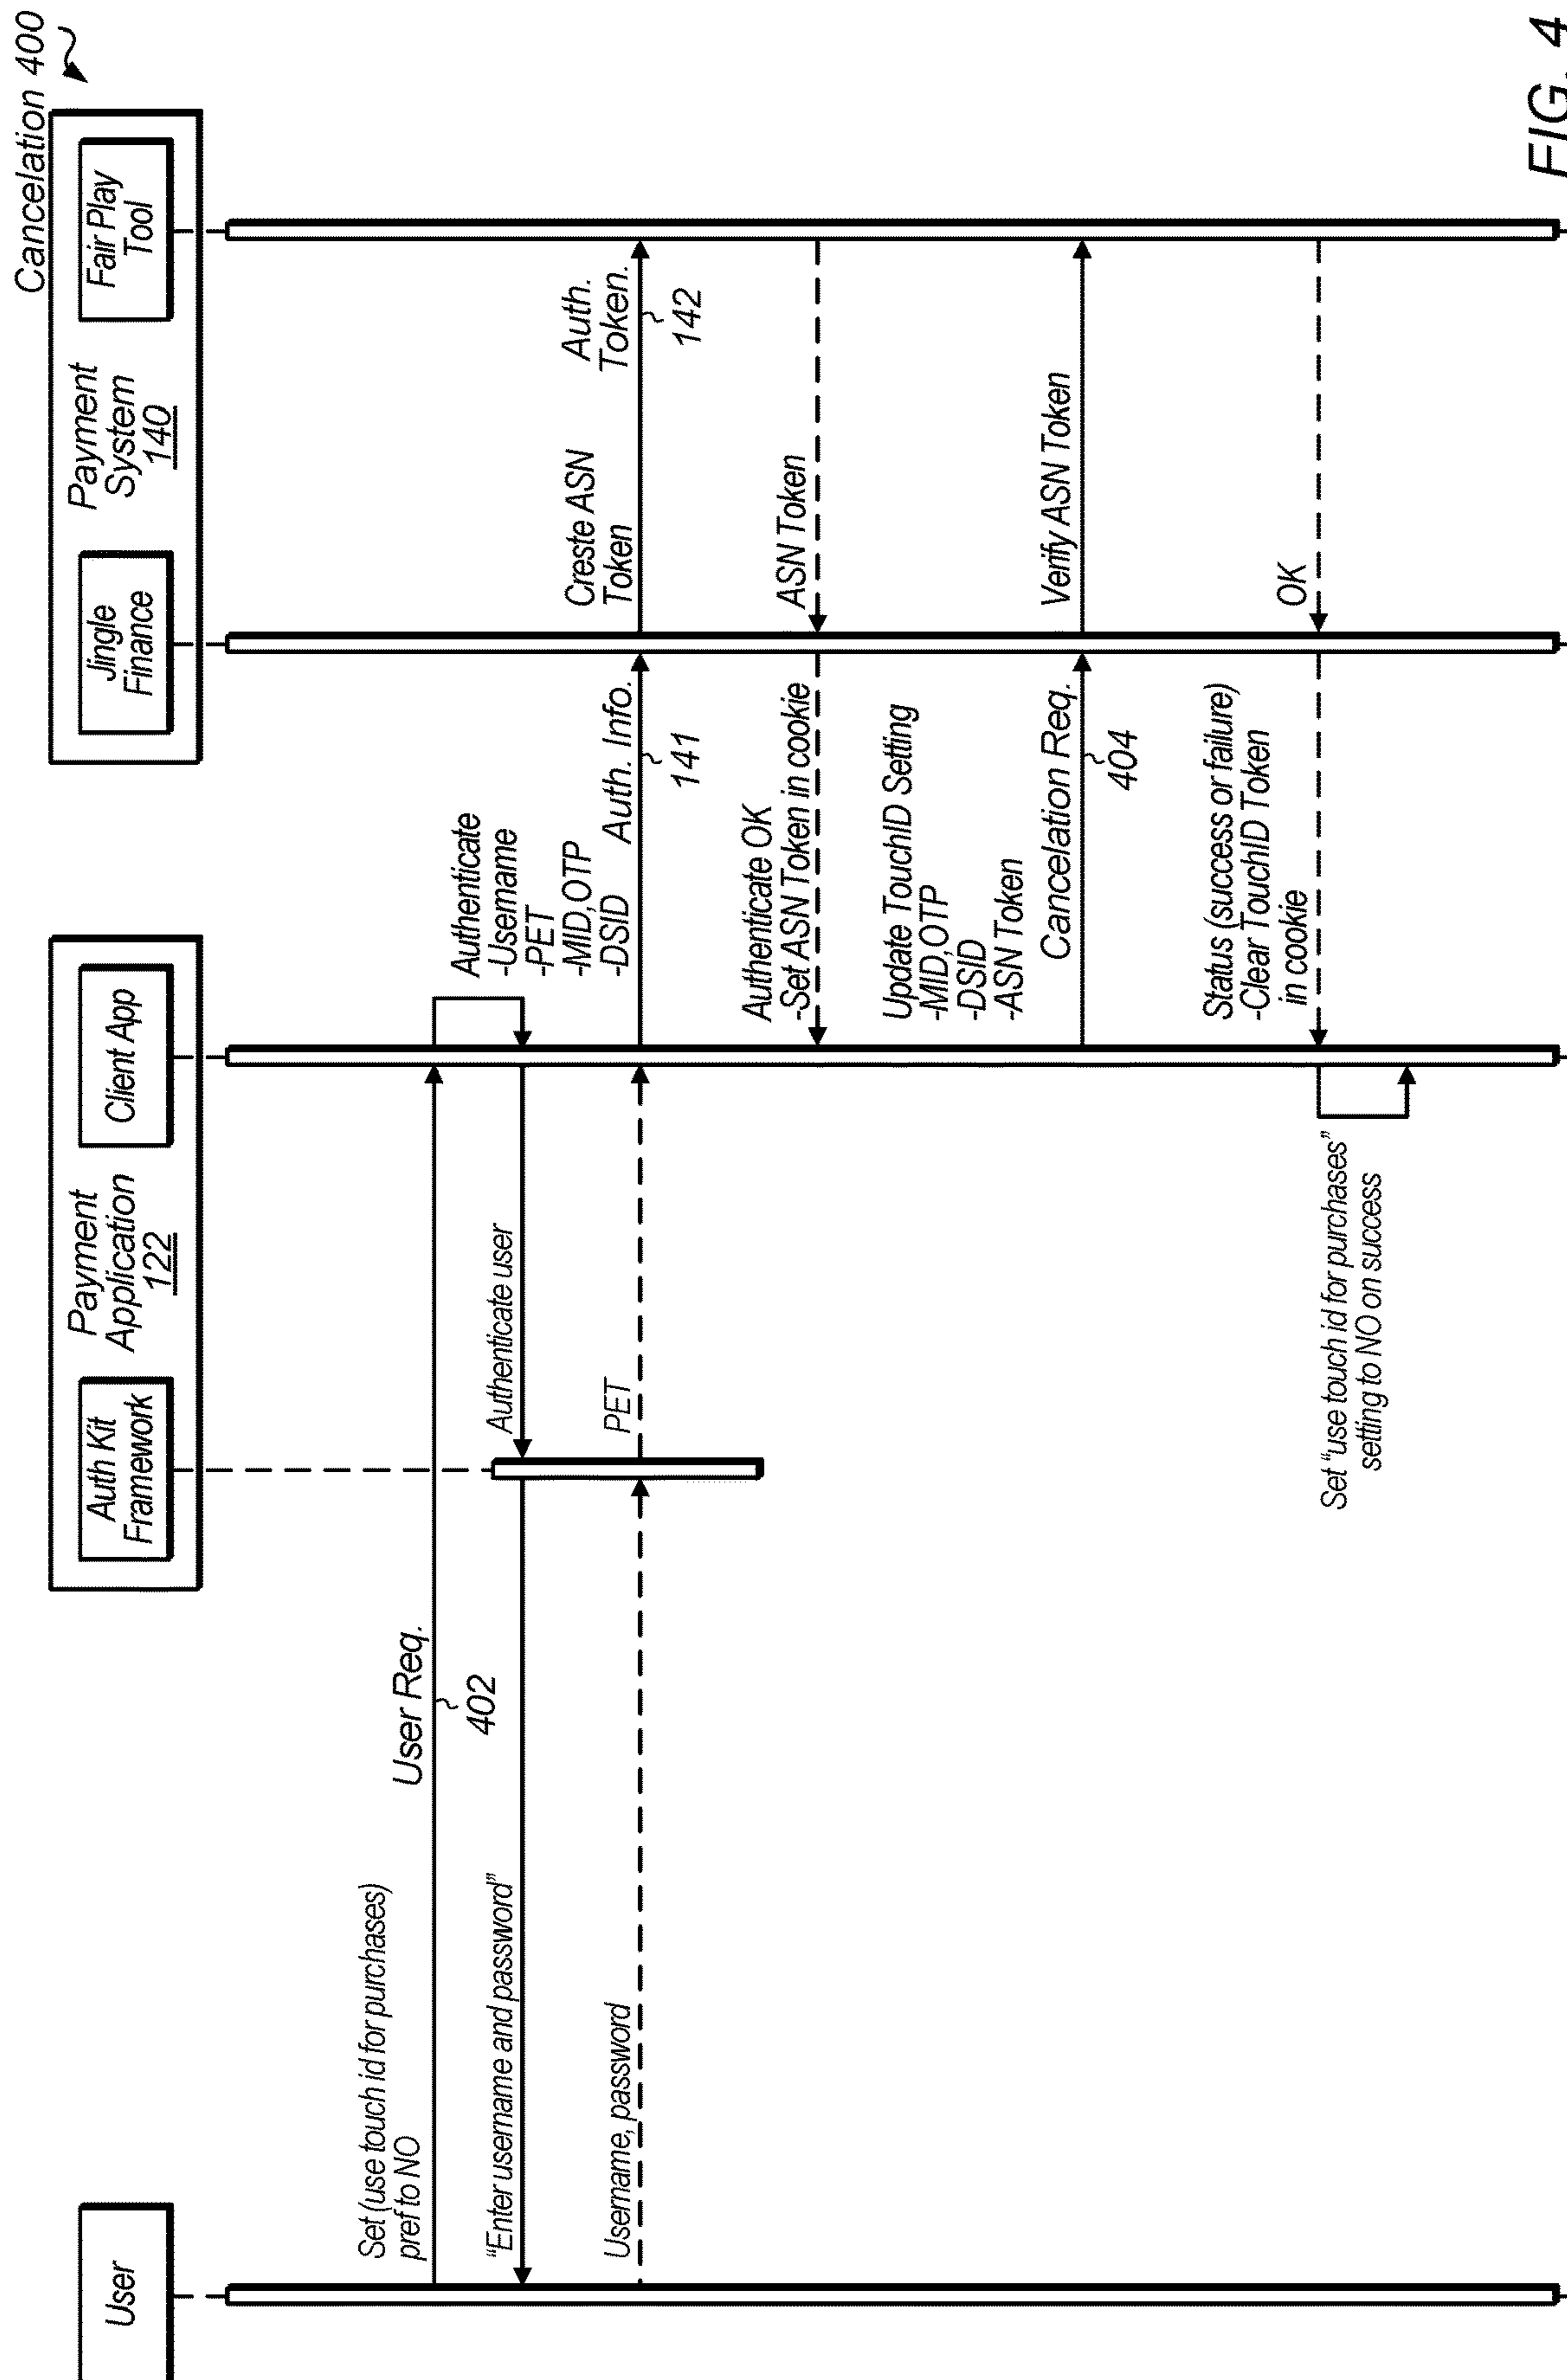 Cancelation 400
User
Payment
Application
122
Auth Kit
Framework
Client App
Payment
System
140
Jingle
Finance
Fair Play
Tool
Set (use touch id for purchases)
pref to NO
User Req.
402
"Enter username and password"
Authenticate user
Username, password
PET
Authenticate
-Username
-PET
-MID,OTP
-DSID
Auth. Info.
141
Creste ASN
Token
Auth.
Token.
142
ASN Token
Authenticate OK
-Set ASN Token in cookie
Update TouchID Setting
-MID,OTP
-DSID
-ASN Token
Cancelation Req.
404
Verify ASN Token
OK
Status (success or failure)
-Clear TouchID Token
in cookie
Set "use touch id for purchases"
setting to NO on success
FIG. 4